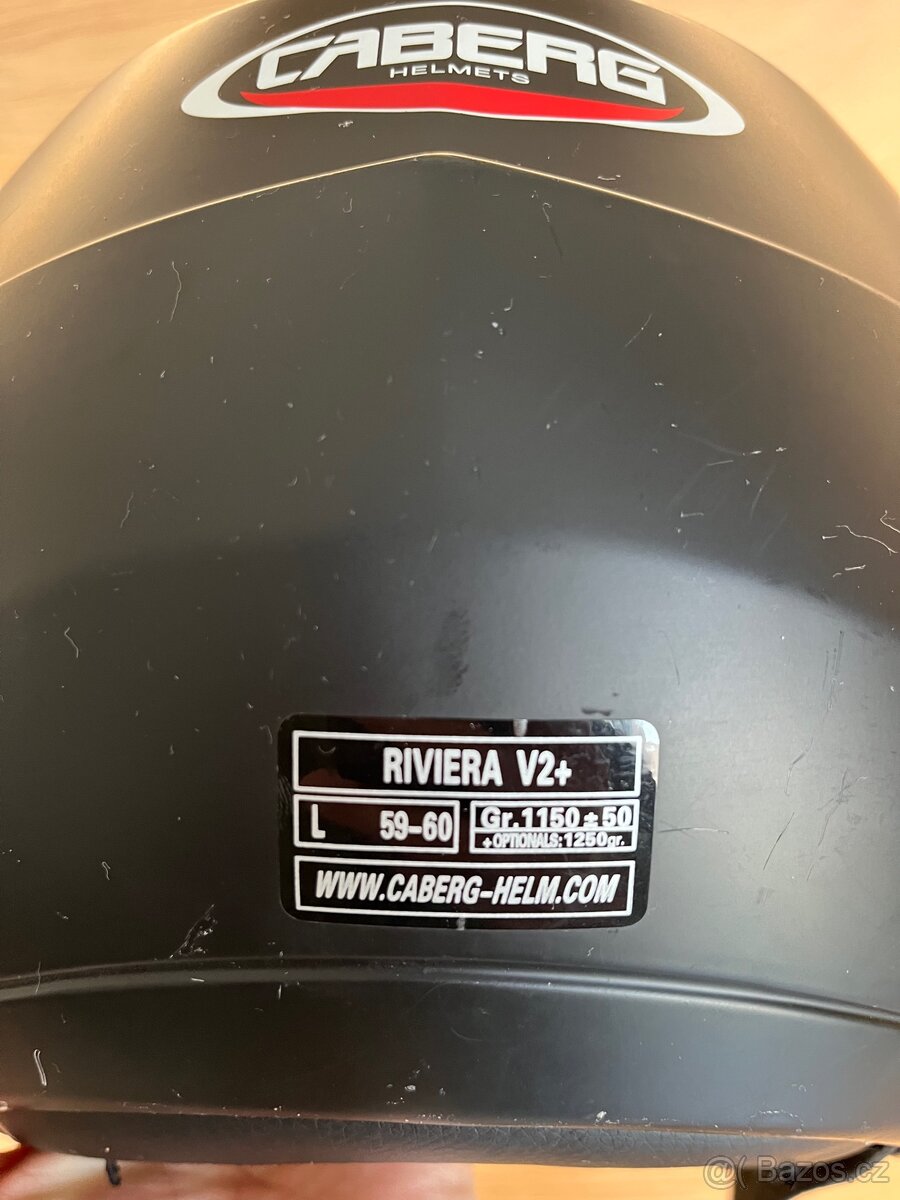 CABERG
HELMETS
RIVIERA V2+
L 59-60
Gr.1150±50
+OPTIONALS:1250gr.
WWW.CABERG-HELM.COM
@( Bazos.cz